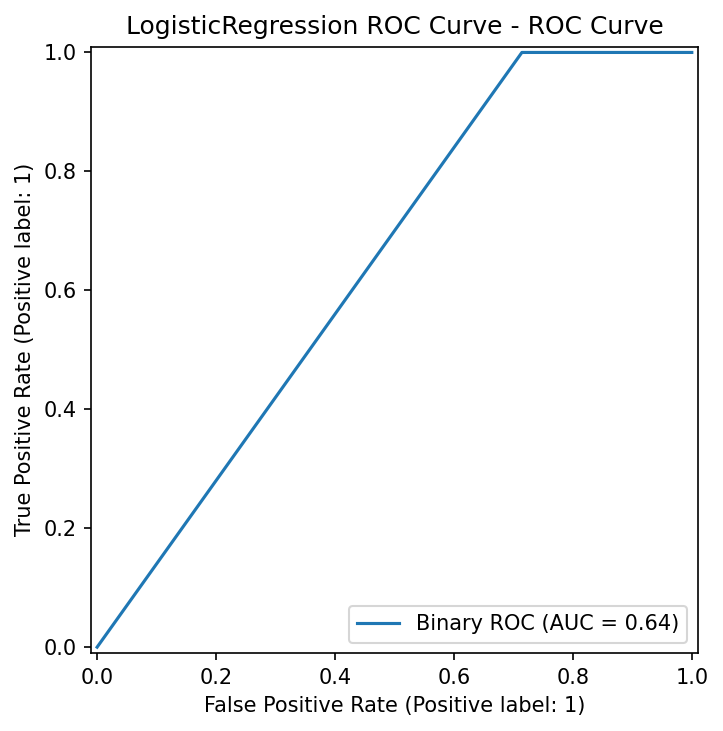 LogisticRegression ROC Curve - ROC Curve
True Positive Rate (Positive label: 1)
1.0
0.8
0.6
0.4
0.2
0.0
Binary ROC (AUC = 0.64)
0.0 0.2 0.4 0.6 0.8 1.0
False Positive Rate (Positive label: 1)